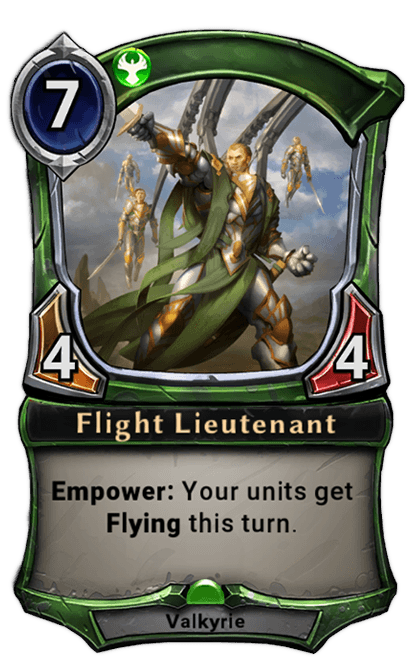 7
4
4
Flight Lieutenant
Empower: Your units get
Flying this turn.
Valkyrie